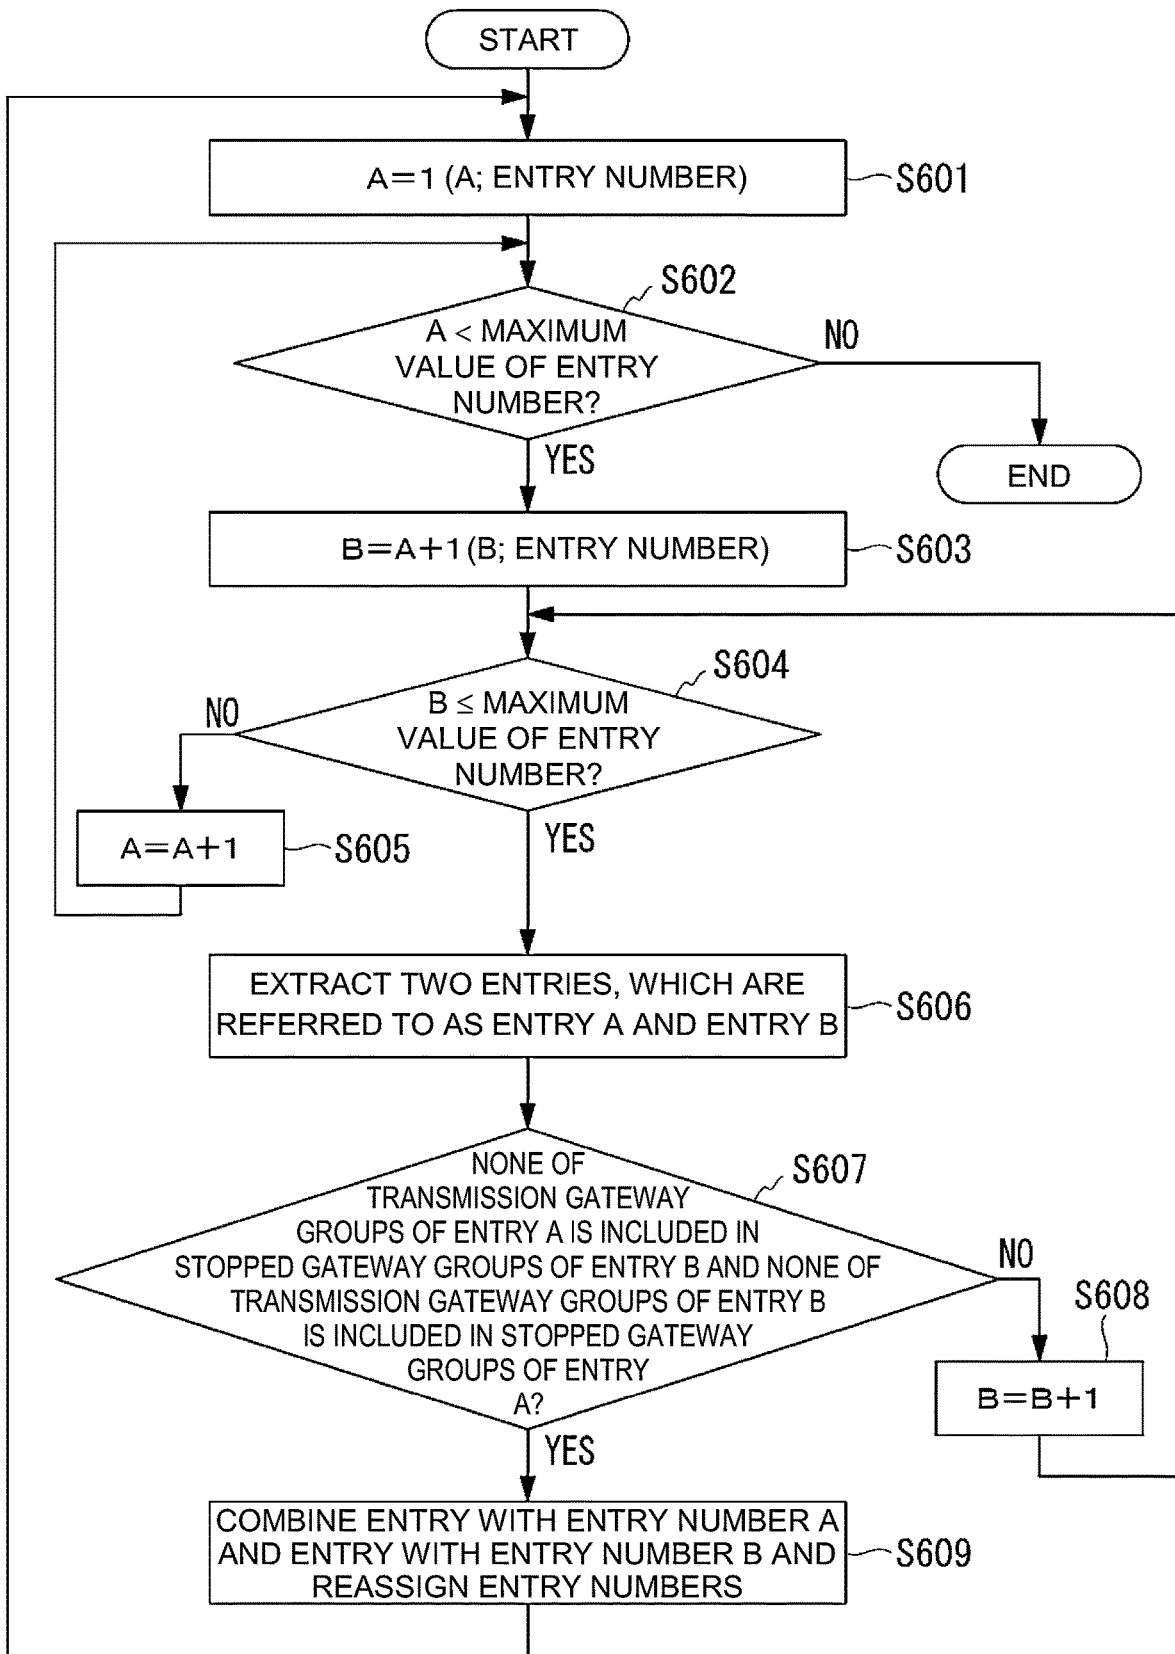 START
A=1 (A; ENTRY NUMBER)
S601
S602
A < MAXIMUM
VALUE OF ENTRY
NUMBER?
NO
YES
END
B=A+1 (B; ENTRY NUMBER)
S603
S604
B ≤ MAXIMUM
VALUE OF ENTRY
NUMBER?
NO
YES
A=A+1
S605
EXTRACT TWO ENTRIES, WHICH ARE
REFERRED TO AS ENTRY A AND ENTRY B
S606
S607
NONE OF
TRANSMISSION GATEWAY
GROUPS OF ENTRY A IS INCLUDED IN
STOPPED GATEWAY GROUPS OF ENTRY B AND NONE OF
TRANSMISSION GATEWAY GROUPS OF ENTRY B
IS INCLUDED IN STOPPED GATEWAY
GROUPS OF ENTRY
A?
NO
S608
B=B+1
YES
COMBINE ENTRY WITH ENTRY NUMBER A
AND ENTRY WITH ENTRY NUMBER B AND
REASSIGN ENTRY NUMBERS
S609